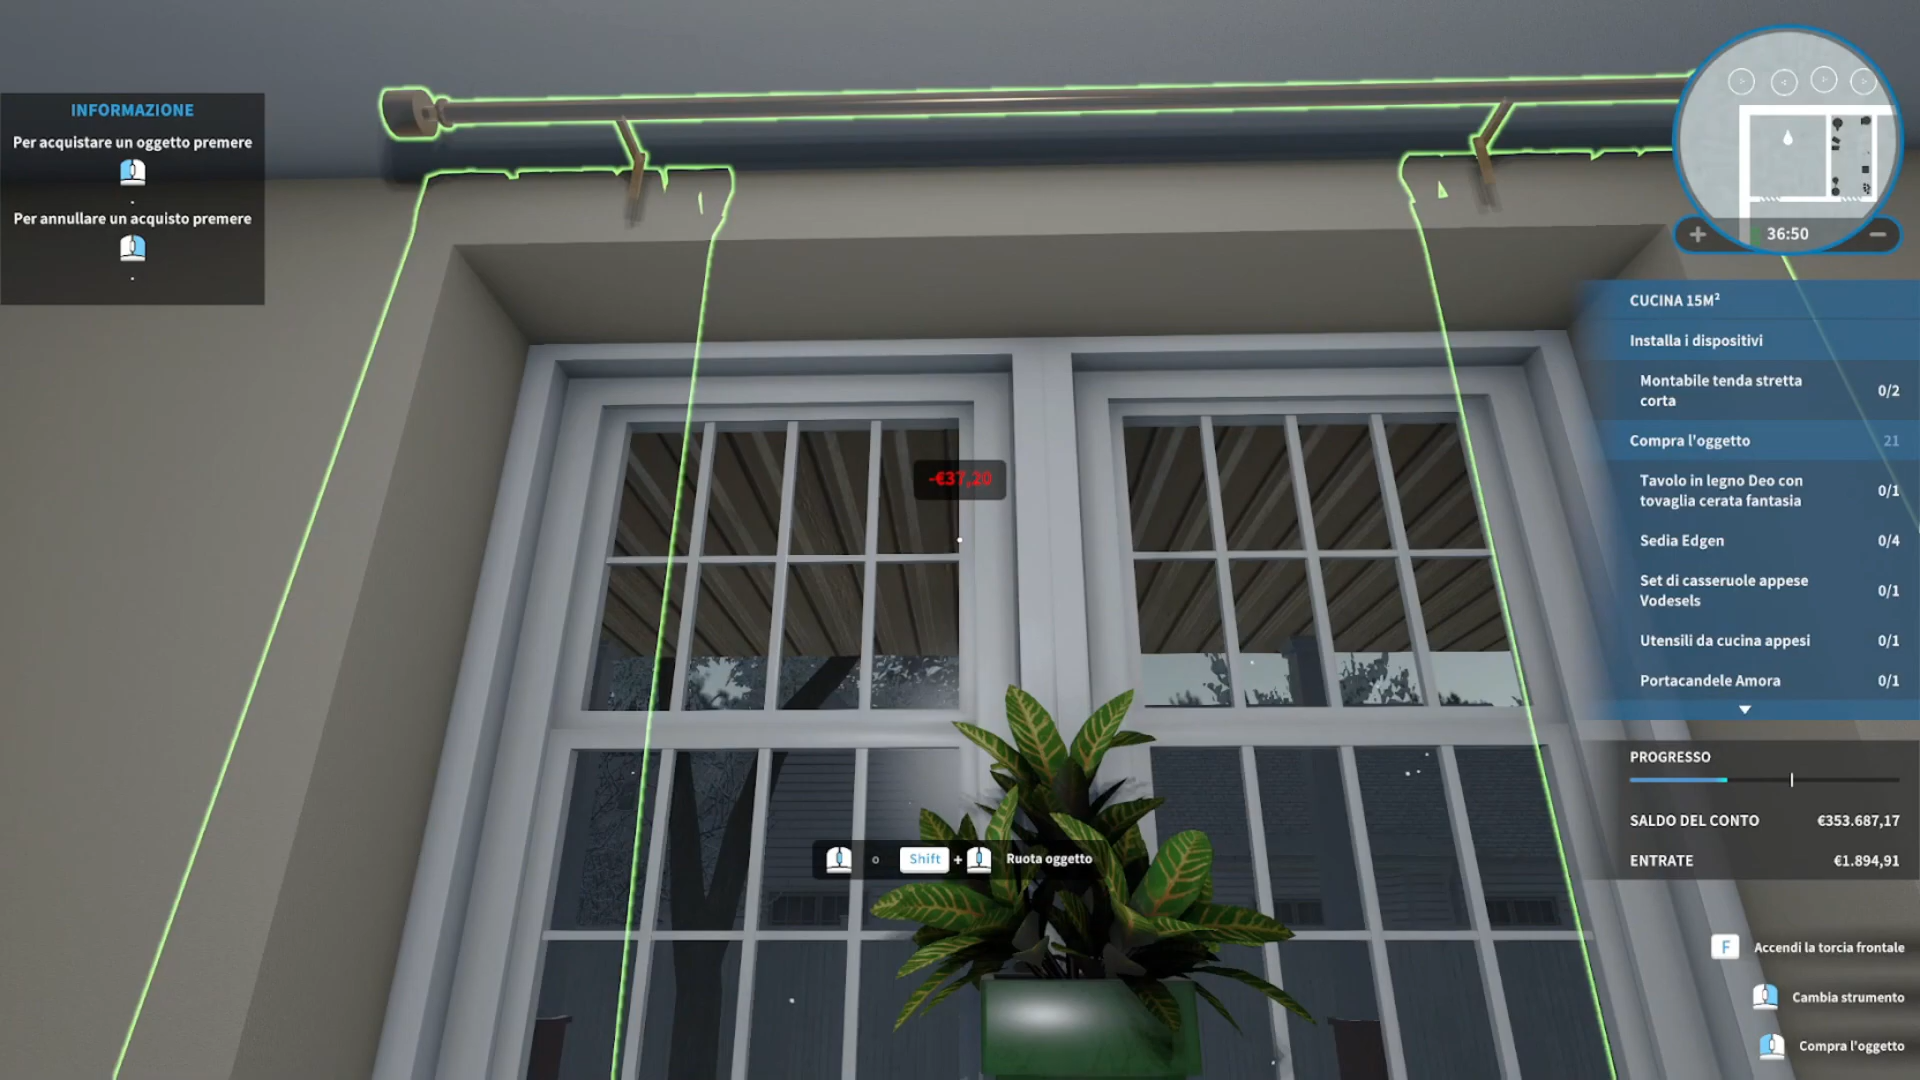 INFORMAZIONE
Per acquistare un oggetto premere
.
Per annullare un acquisto premere
.
36:50
CUCINA 15M²
Installa i dispositivi
Montabile tenda stretta
corta
0/2
Compra l'oggetto 21
Tavolo in legno Deo con
tovaglia cerata fantasia
0/1
Sedia Edgen 0/4
Set di casseruole appese
Vodesels
0/1
Utensili da cucina appesi 0/1
Portacandele Amora 0/1
-€37,20
PROGRESSO
SALDO DEL CONTO €353.687,17
ENTRATE €1.894,91
o Shift + Ruota oggetto
F Accendi la torcia frontale
Cambia strumento
Compra l'oggetto